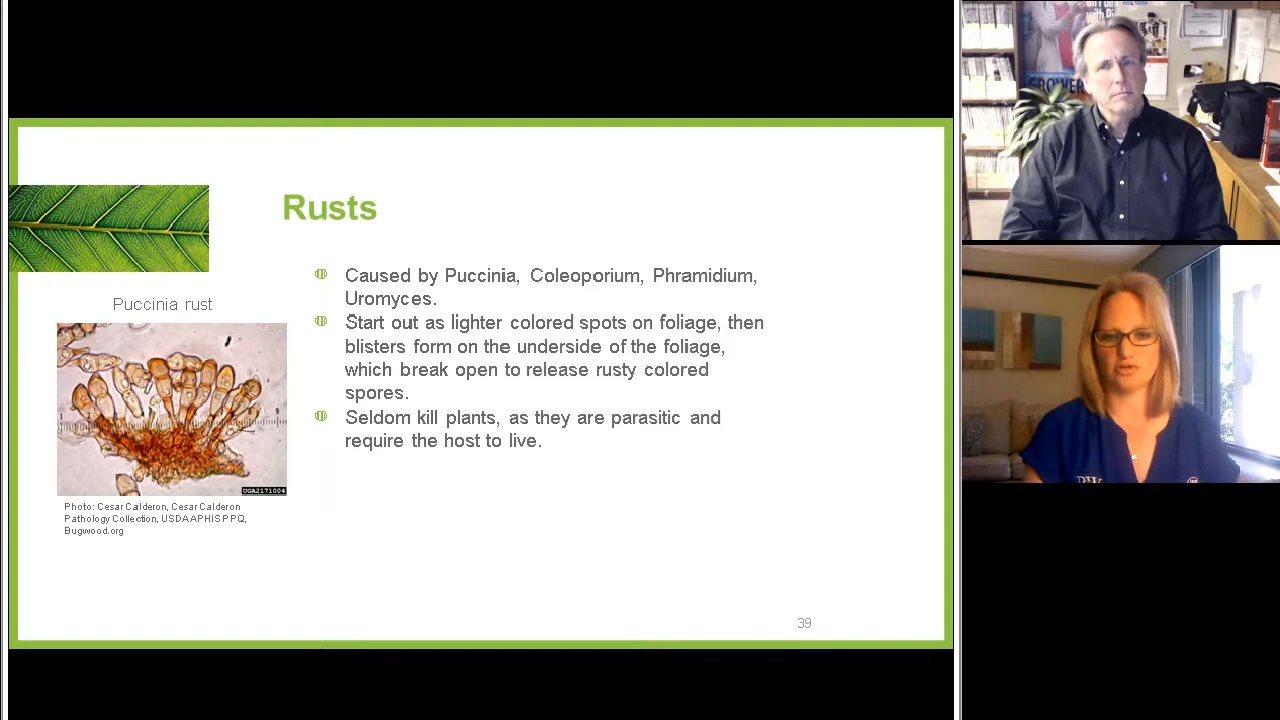 Rusts
Puccinia rust
UGA2171004
Photo: Cesar Calderon, Cesar Calderon
Pathology Collection, USDA APHIS PPQ,
Bugwood.org
Caused by Puccinia, Coleoporium, Phramidium,
Uromyces.
Start out as lighter colored spots on foliage, then
blisters form on the underside of the foliage,
which break open to release rusty colored
spores.
Seldom kill plants, as they are parasitic and
require the host to live.
39
GROWER